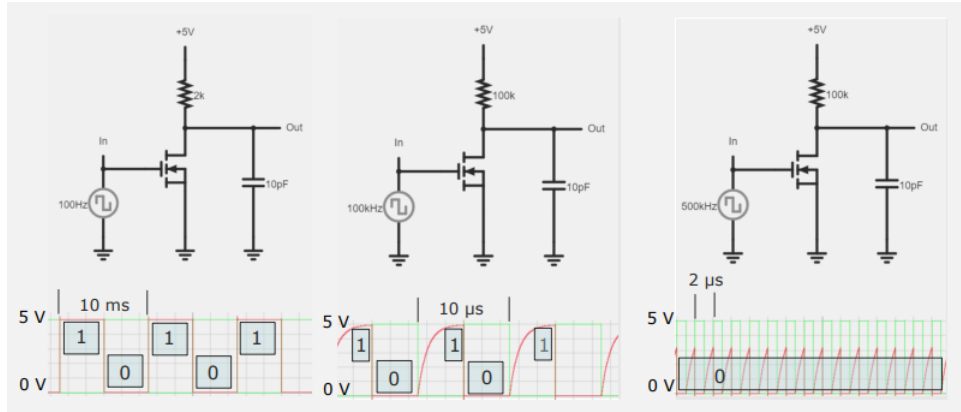 +5V
2k
Out
In
10pF
100Hz
10 ms
5 V
1
1
1
0
0
0 V
+5V
100k
Out
In
10pF
100kHz
10 µs
5 V
1
1
1
0
0
0 V
+5V
100k
Out
In
10pF
500kHz
2 µs
5 V
0
0 V